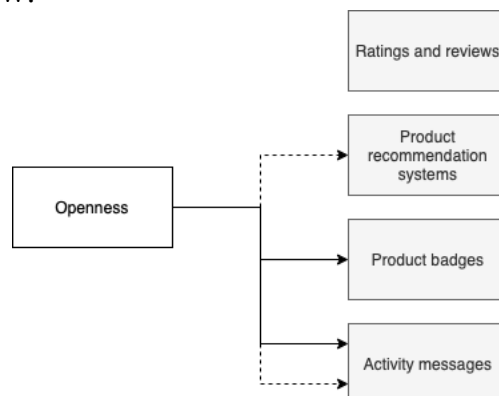 Ratings and reviews
Product
recommendation
systems
Openness
Product badges
Activity messages